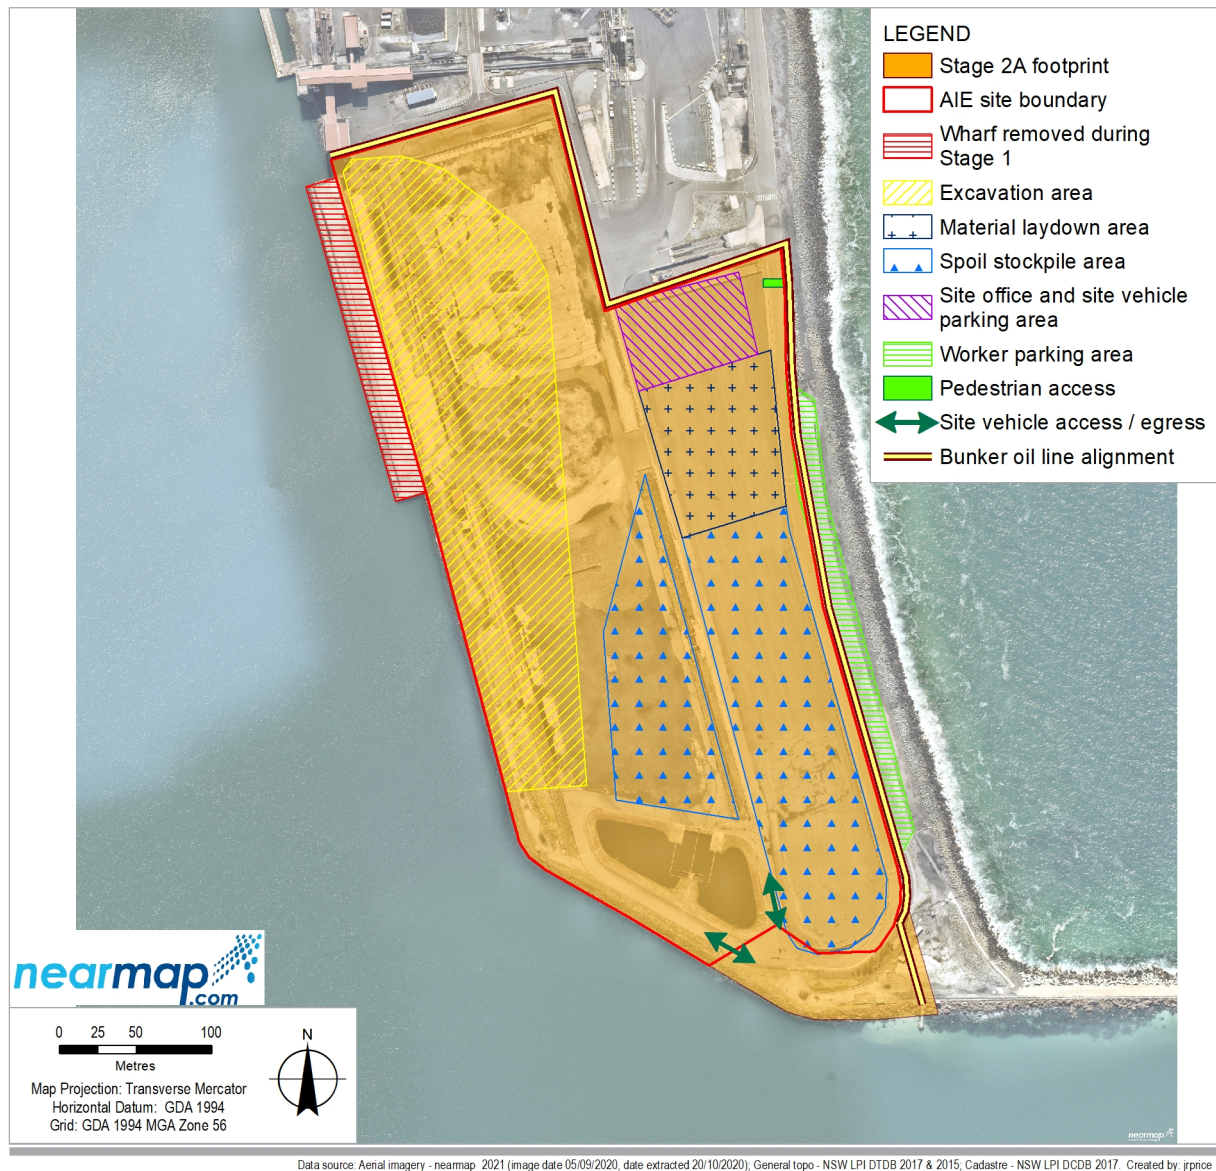 LEGEND
Stage 2A footprint
AIE site boundary
Wharf removed during
Stage 1
Excavation area
Material laydown area
Spoil stockpile area
Site office and site vehicle
parking area
Worker parking area
Pedestrian access
Site vehicle access / egress
Bunker oil line alignment
nearmap
.com
0 25 50 100
Metres
Map Projection: Transverse Mercator
Horizontal Datum: GDA 1994
Grid: GDA 1994 MGA Zone 56
N
nearmap
Data source: Aerial imagery - nearmap 2021 (image date 05/09/2020, date extracted 20/10/2020); General topo - NSW LPI DTDB 2017 & 2015; Cadastre - NSW LPI DCDB 2017. Created by: jrprice